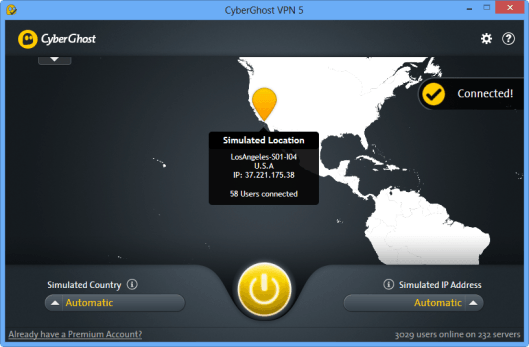 CyberGhost VPN 5
CyberGhost
Connected!
Simulated Location
LosAngeles-S01-I04
U.S.A
IP: 37.221.175.38
58 Users connected
Simulated Country
Simulated IP Address
Automatic
Automatic
Already have a Premium Account?
3029 users online on 232 servers